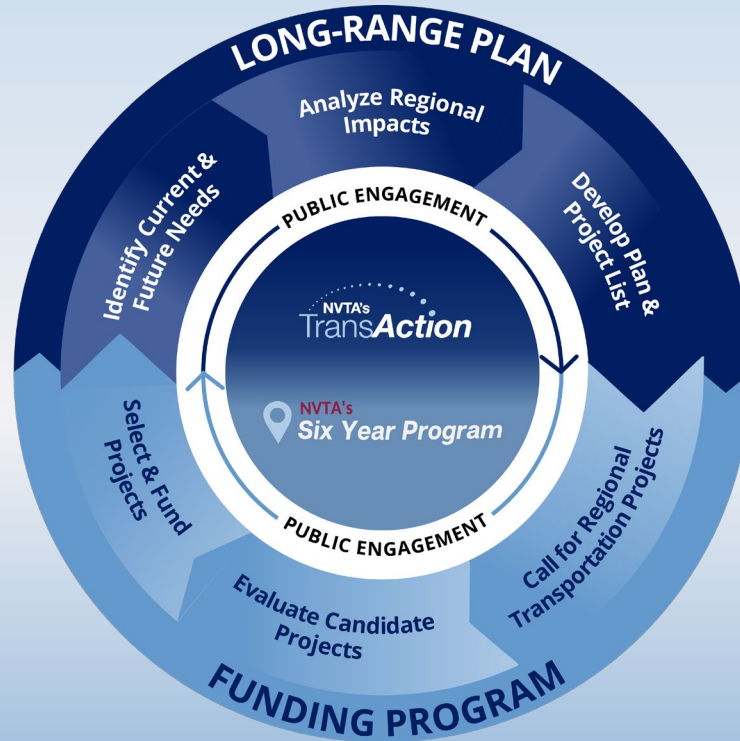 LONG-RANGE PLAN
Analyze Regional
Impacts
Develop Plan &
Project List
Identify Current &
Future Needs
PUBLIC ENGAGEMENT
NVTA's
TransAction
NVTA's
Six Year Program
PUBLIC ENGAGEMENT
Call for Regional
Transportation Projects
Evaluate Candidate
Projects
Select & Fund
Projects
FUNDING PROGRAM